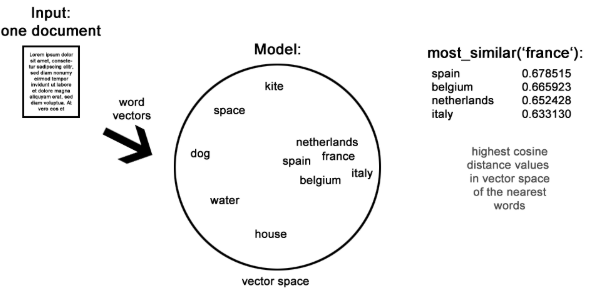 Input:
one document
Lorem ipsum dolor
sit amet, consete-
tur sadipscing elitr,
sed diam nonumy
eirmod tempor
invidunt ut labore
et dolore magna
aliquyam erat, sed
diam voluptua. At
vero eos et
word
vectors
Model:
kite
space
dog
netherlands
spain france
belgium italy
water
house
vector space
most_similar('france'):
spain 0.678515
belgium 0.665923
netherlands 0.652428
italy 0.633130
highest cosine
distance values
in vector space
of the nearest
words